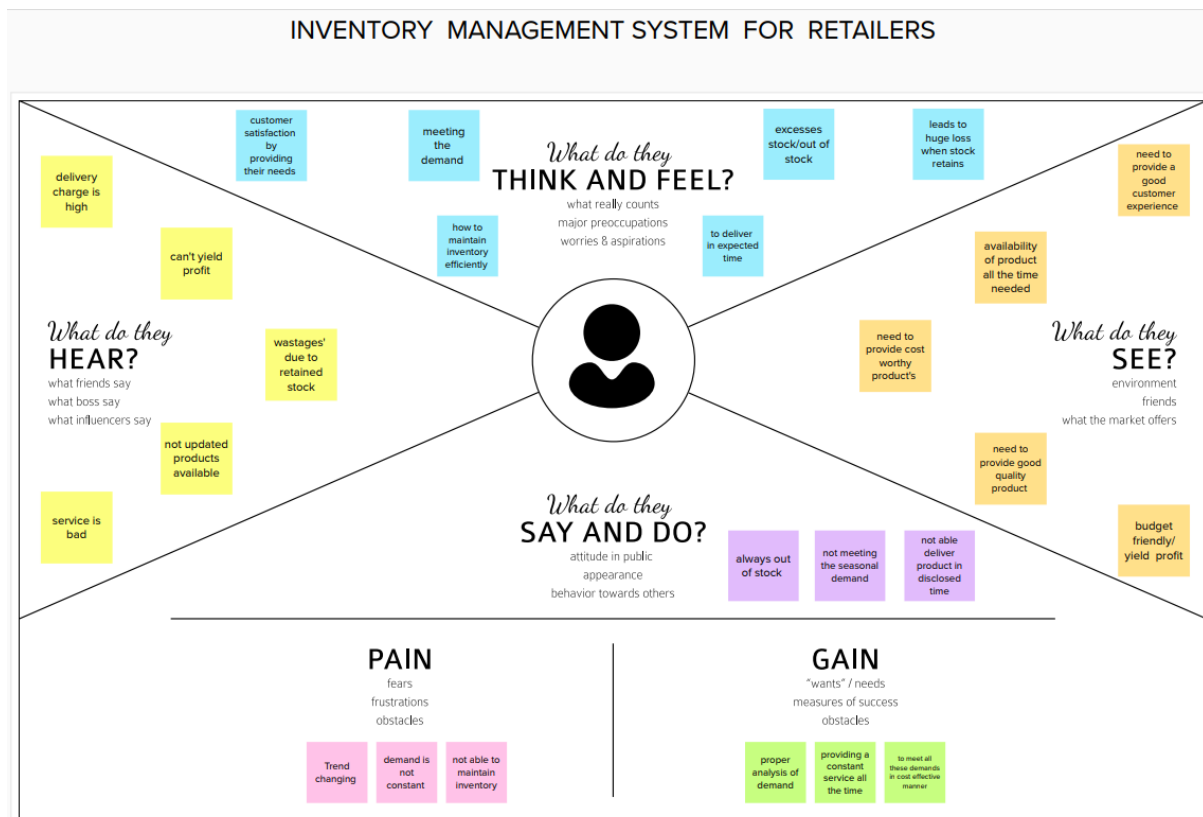 INVENTORY MANAGEMENT SYSTEM FOR RETAILERS
customer
satisfaction
by
providing
their needs
meeting
the
demand
What do they
THINK AND FEEL?
what really counts
major preoccupations
worries & aspirations
how to
maintain
inventory
efficiently
excesses
stock/out of
stock
leads to
huge loss
when stock
retains
to deliver
in expected
time
delivery
charge is
high
can't yield
profit
What do they
HEAR?
what friends say
what boss say
what influencers say
wastages'
due to
retained
stock
not updated
products
available
service is
bad
need to
provide a
good
customer
experience
availability
of product
all the time
needed
need to
provide cost
worthy
product's
What do they
SEE?
environment
friends
what the market offers
need to
provide good
quality
product
budget
friendly/
yield profit
What do they
SAY AND DO?
attitude in public
appearance
behavior towards others
always out
of stock
not meeting
the seasonal
demand
not able
deliver
product in
disclosed
time
PAIN
fears
frustrations
obstacles
Trend
changing
demand is
not
constant
not able to
maintain
inventory
GAIN
"wants" / needs
measures of success
obstacles
proper
analysis of
demand
providing a
constant
service all
the time
to meet all
these demands
in cost effective
manner